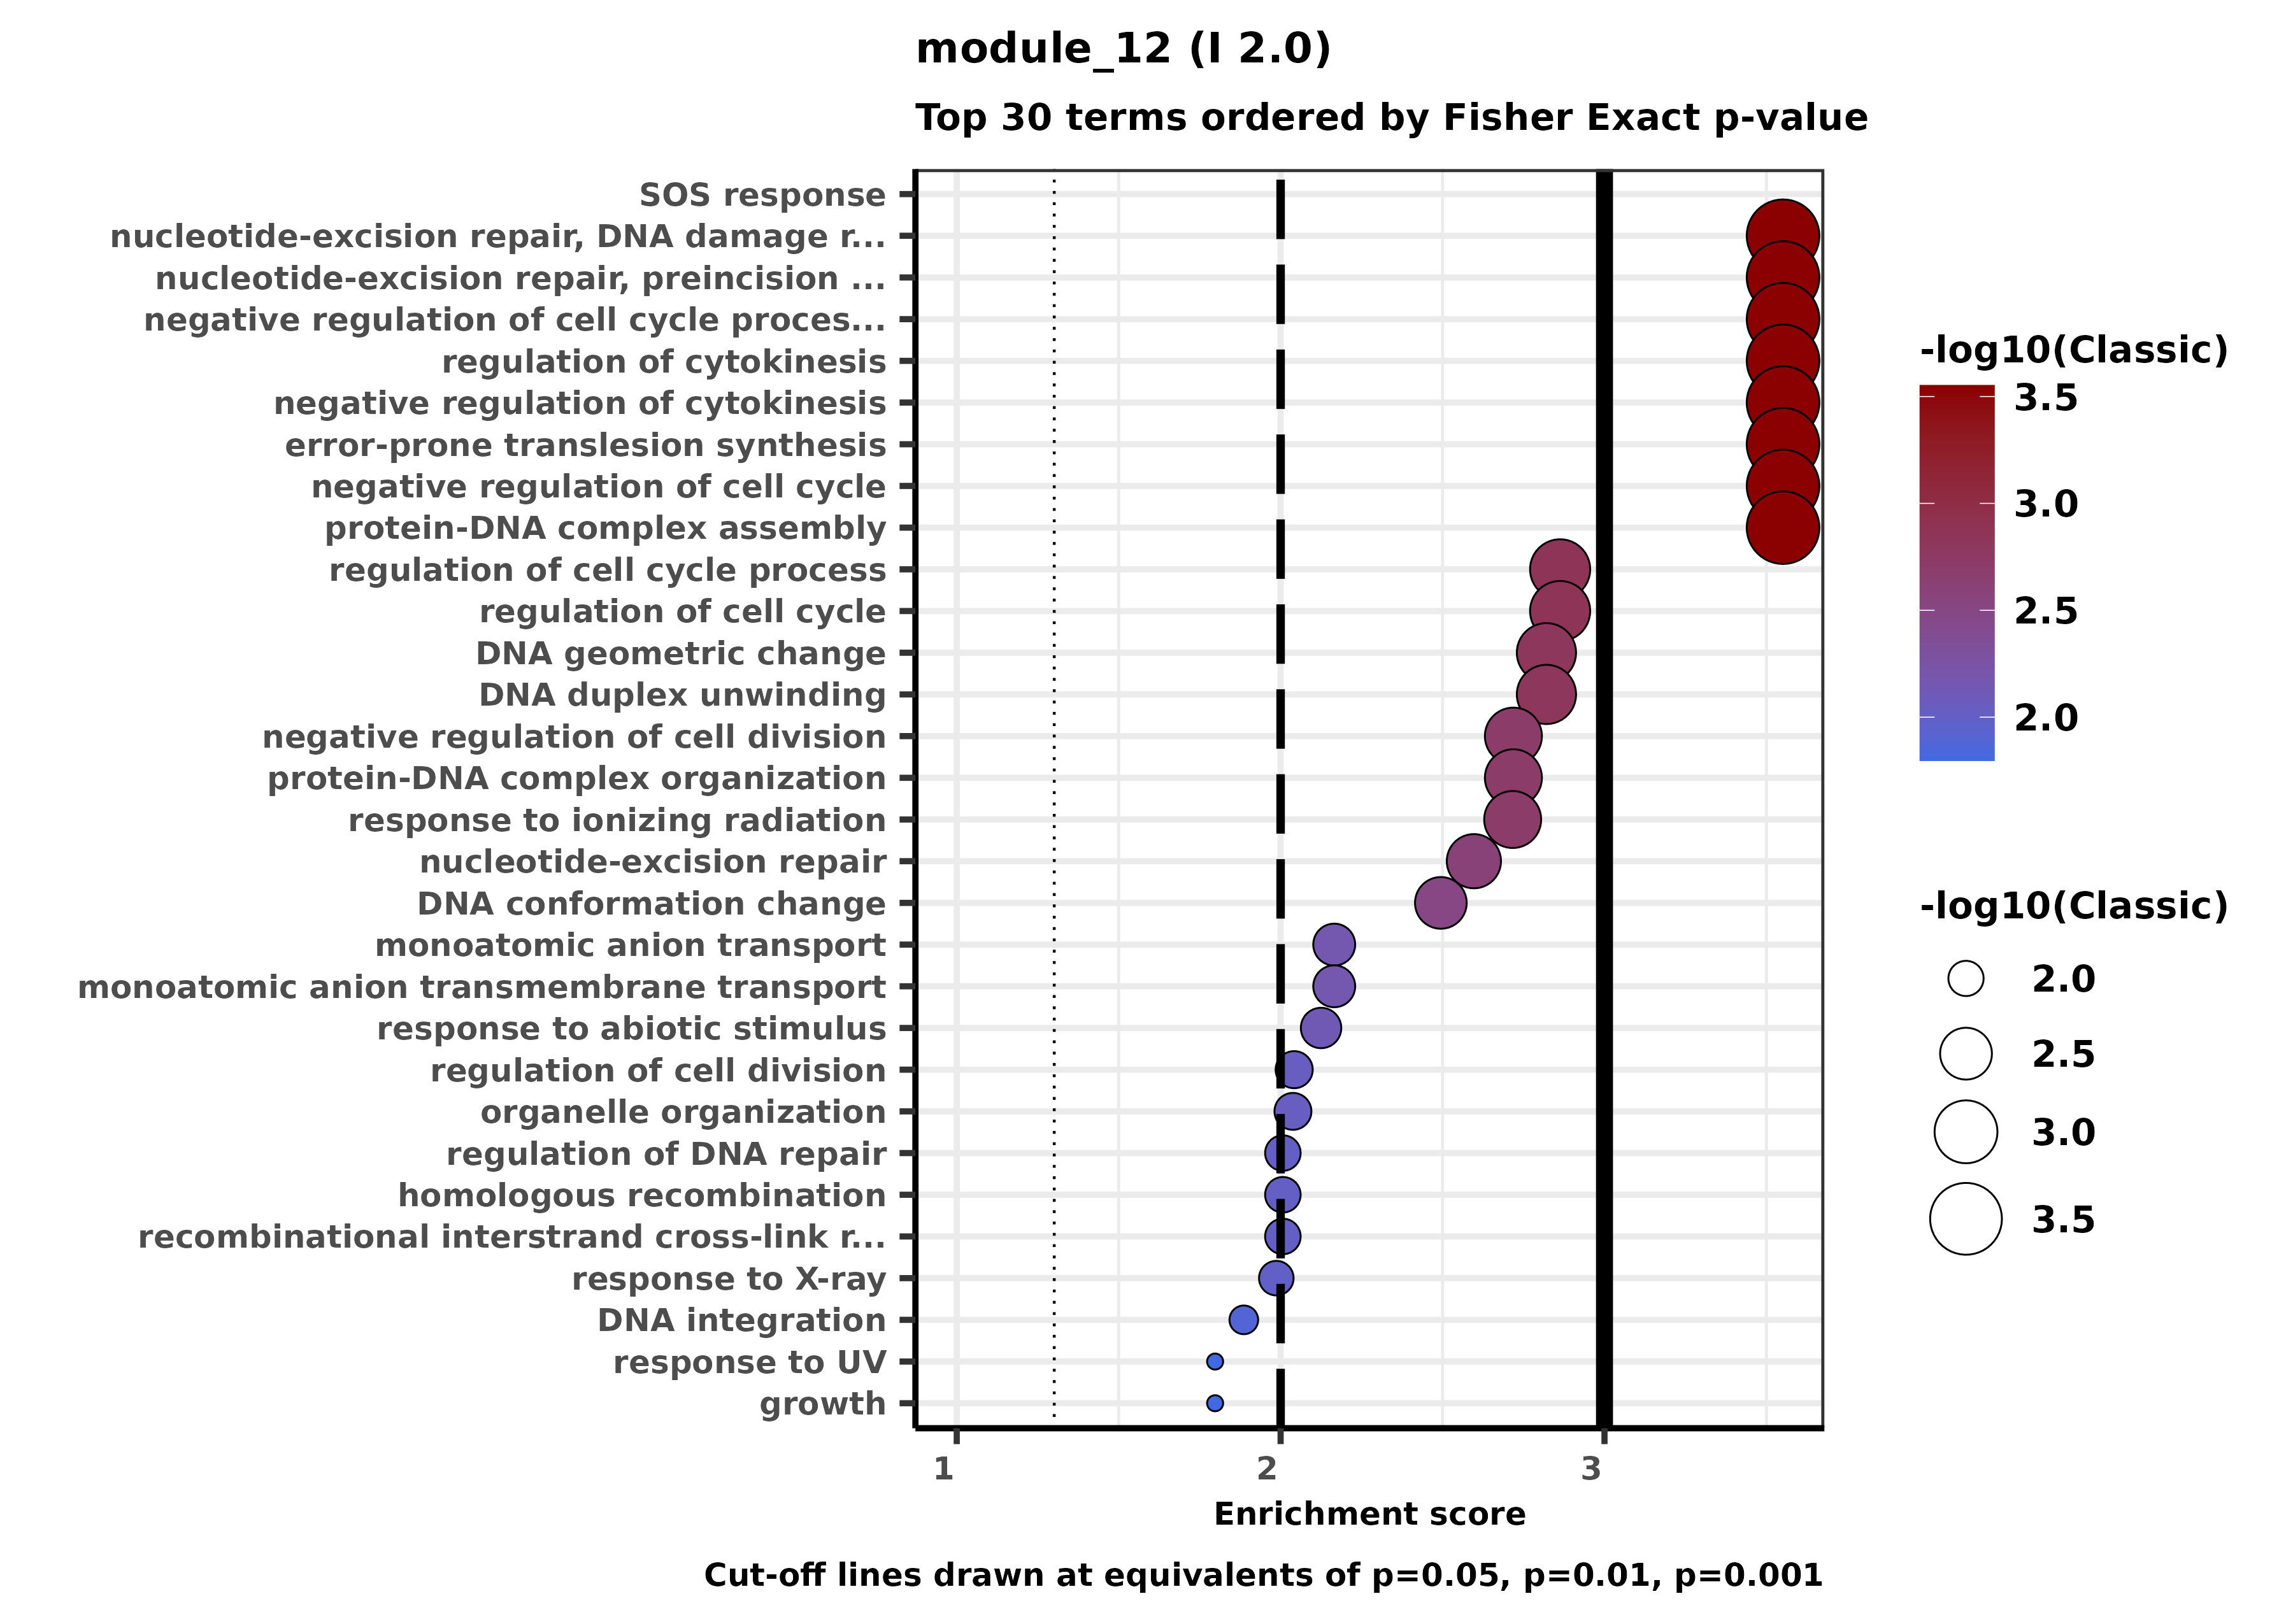 module_12 (I 2.0)
Top 30 terms ordered by Fisher Exact p-value
SOS response
nucleotide-excision repair, DNA damage r...
nucleotide-excision repair, preincision ...
negative regulation of cell cycle proces...
regulation of cytokinesis
negative regulation of cytokinesis
error-prone translesion synthesis
negative regulation of cell cycle
protein-DNA complex assembly
regulation of cell cycle process
regulation of cell cycle
DNA geometric change
DNA duplex unwinding
negative regulation of cell division
protein-DNA complex organization
response to ionizing radiation
nucleotide-excision repair
DNA conformation change
monoatomic anion transport
monoatomic anion transmembrane transport
response to abiotic stimulus
regulation of cell division
organelle organization
regulation of DNA repair
homologous recombination
recombinational interstrand cross-link r...
response to X-ray
DNA integration
response to UV
growth
1
2
3
Enrichment score
Cut-off lines drawn at equivalents of p=0.05, p=0.01, p=0.001
-log10(Classic)
3.5
3.0
2.5
2.0
-log10(Classic)
2.0
2.5
3.0
3.5